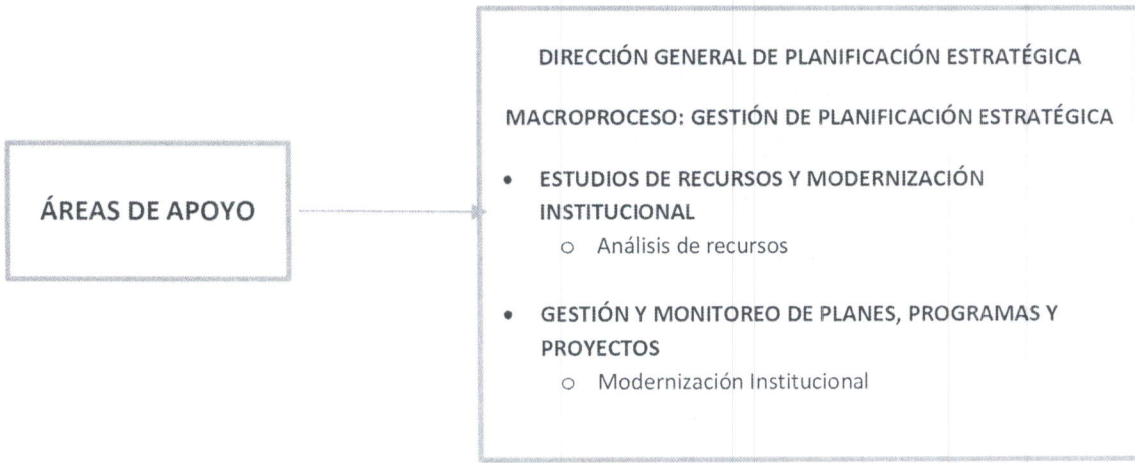 ÁREAS DE APOYO
DIRECCIÓN GENERAL DE PLANIFICACIÓN ESTRATÉGICA
MACROPROCESO: GESTIÓN DE PLANIFICACIÓN ESTRATÉGICA
• ESTUDIOS DE RECURSOS Y MODERNIZACIÓN
INSTITUCIONAL
○ Análisis de recursos
• GESTIÓN Y MONITOREO DE PLANES, PROGRAMAS Y
PROYECTOS
○ Modernización Institucional